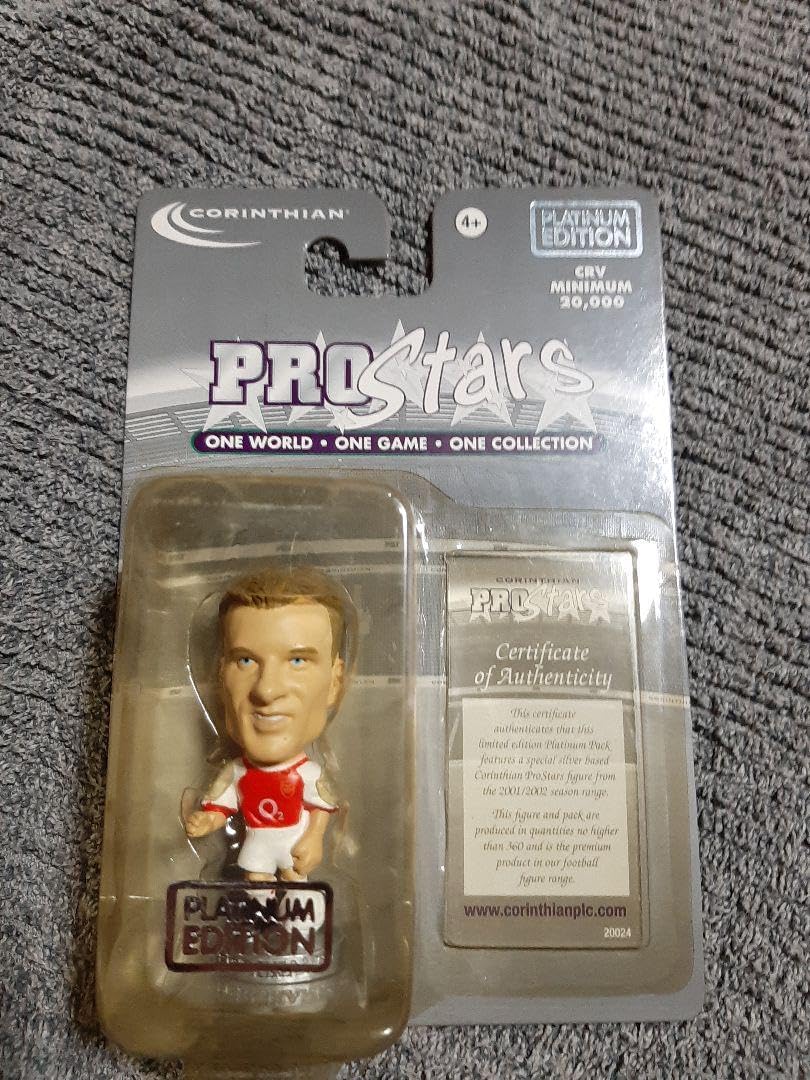 CORINTHIAN
4+
PLATINUM
EDITION
CRV
MINIMUM
20,000
PROStars
ONE WORLD • ONE GAME • ONE COLLECTION
CORINTHIAN
PROStars
Certificate
of Authenticity
This certificate
authenticates that this
limited edition Platinum Pack
features a special silver based
Corinthian ProStars figure from
the 2001/2002 season range.
This figure and pack are
produced in quantities no higher
than 360 and is the premium
product in our football
figure range.
www.corinthianplc.com
20024
O2
PLATINUM
EDITION